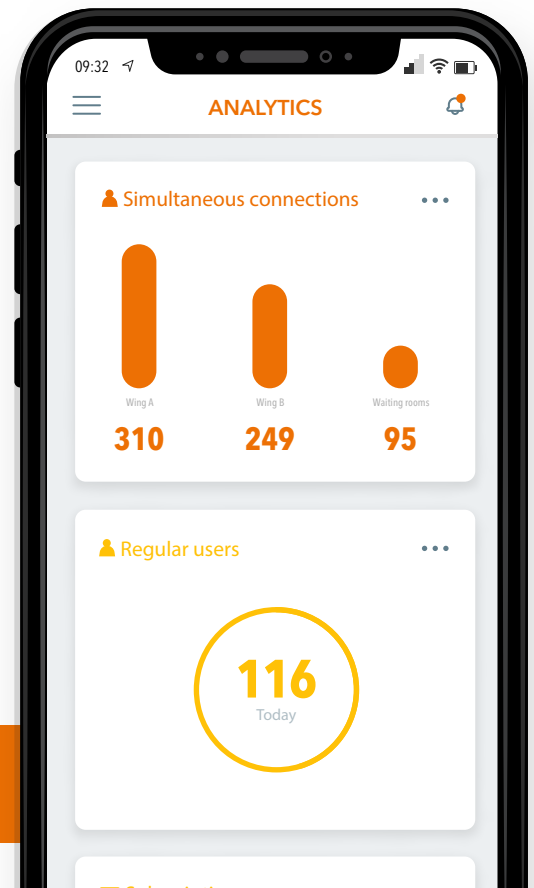 09:32
ANALYTICS
Simultaneous connections
Wing A
Wing B
Waiting rooms
310
249
95
Regular users
116
Today